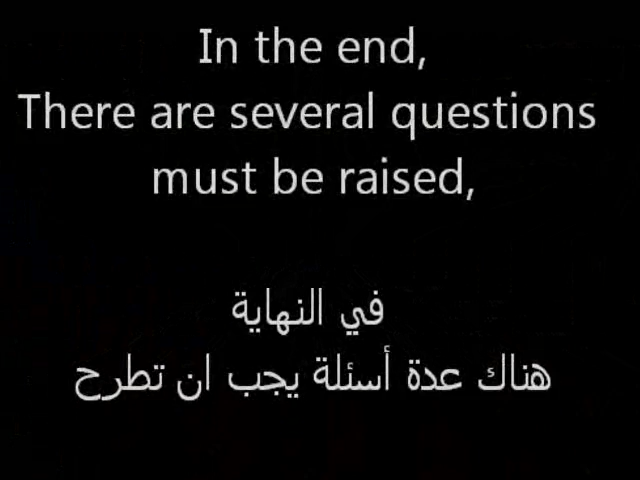 In the end,
There are several questions
must be raised,
في النهاية
هناك عدة أسئلة يجب ان تطرح